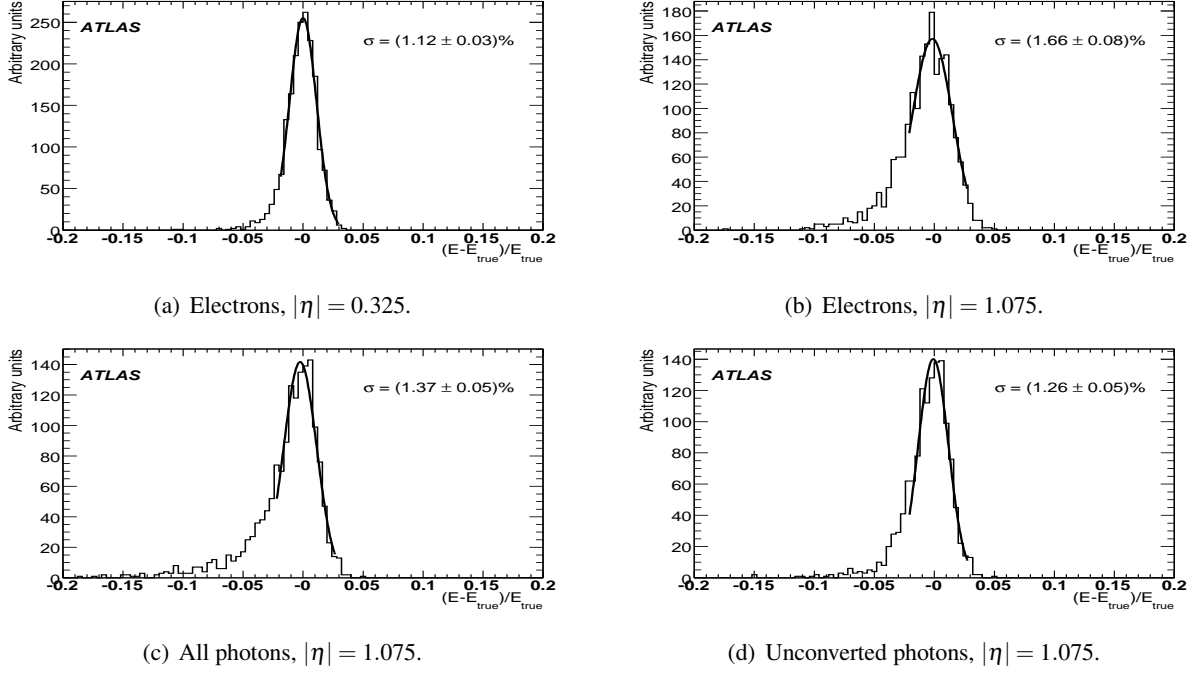 Arbitrary units
250
200
150
100
50
0
ATLAS
σ = (1.12 ± 0.03)%
-0.2 -0.15 -0.1 -0.05 -0 0.05 0.1 0.15 0.2
(E-E_true)/E_true
(a) Electrons, |η| = 0.325.
Arbitrary units
180
160
140
120
100
80
60
40
20
0
ATLAS
σ = (1.66 ± 0.08)%
-0.2 -0.15 -0.1 -0.05 -0 0.05 0.1 0.15 0.2
(E-E_true)/E_true
(b) Electrons, |η| = 1.075.
Arbitrary units
140
120
100
80
60
40
20
0
ATLAS
σ = (1.37 ± 0.05)%
-0.2 -0.15 -0.1 -0.05 -0 0.05 0.1 0.15 0.2
(E-E_true)/E_true
(c) All photons, |η| = 1.075.
Arbitrary units
140
120
100
80
60
40
20
0
ATLAS
σ = (1.26 ± 0.05)%
-0.2 -0.15 -0.1 -0.05 -0 0.05 0.1 0.15 0.2
(E-E_true)/E_true
(d) Unconverted photons, |η| = 1.075.